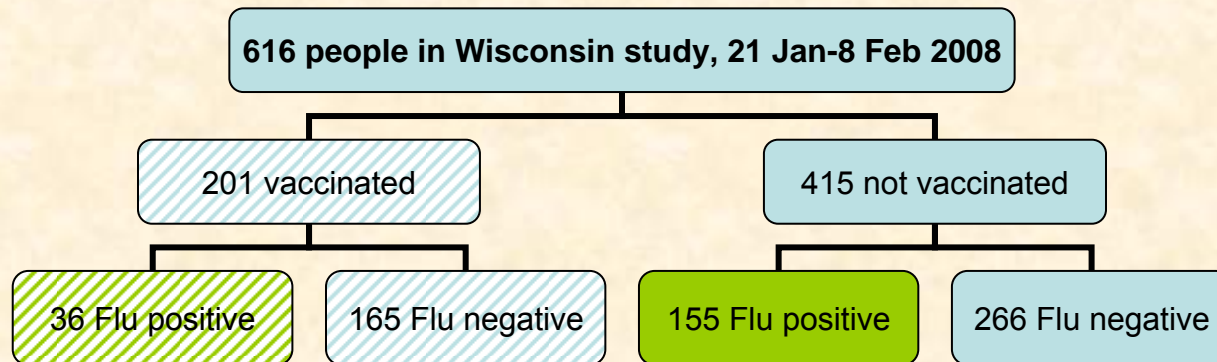 616 people in Wisconsin study, 21 Jan-8 Feb 2008
201 vaccinated
415 not vaccinated
36 Flu positive
165 Flu negative
155 Flu positive
266 Flu negative